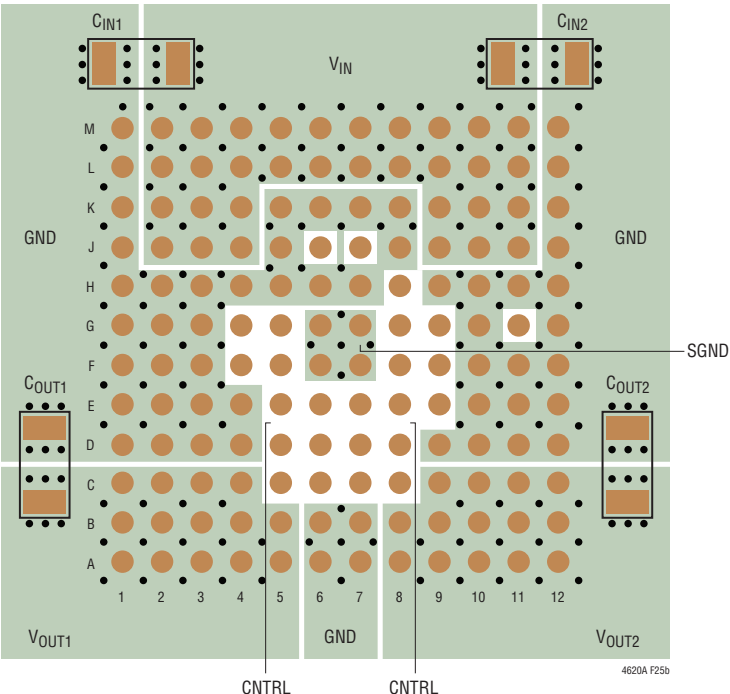 CIN1
CIN2
VIN
M
L
K
GND
GND
J
H
G
SGND
F
COUT1
COUT2
E
D
C
B
A
1 2 3 4 5 6 7 8 9 10 11 12
VOUT1
GND
VOUT2
4620A F25b
CNTRL
CNTRL